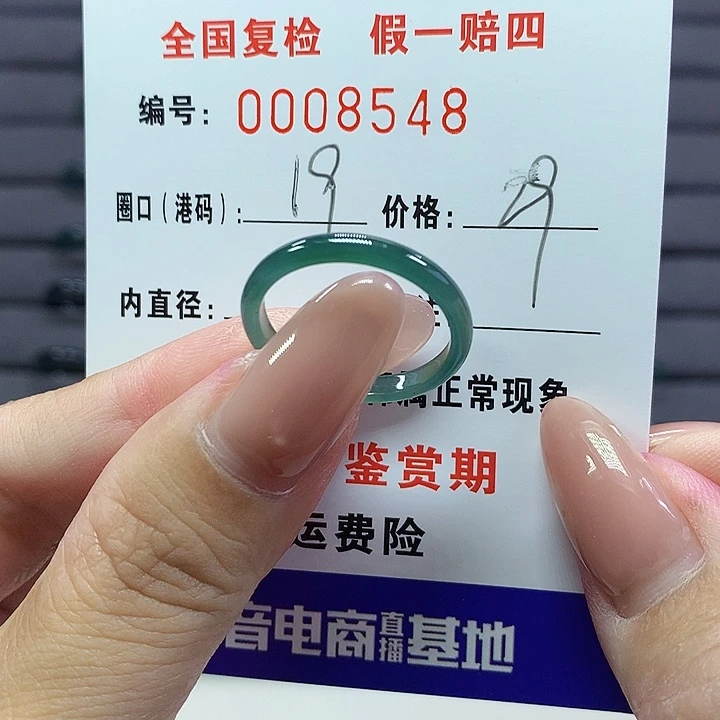 全国复检 假一赔四
编号: 0008548
圈口(港码): 19 价格:
内直径:
正常现象
鉴赏期
运费险
音电商直播基地